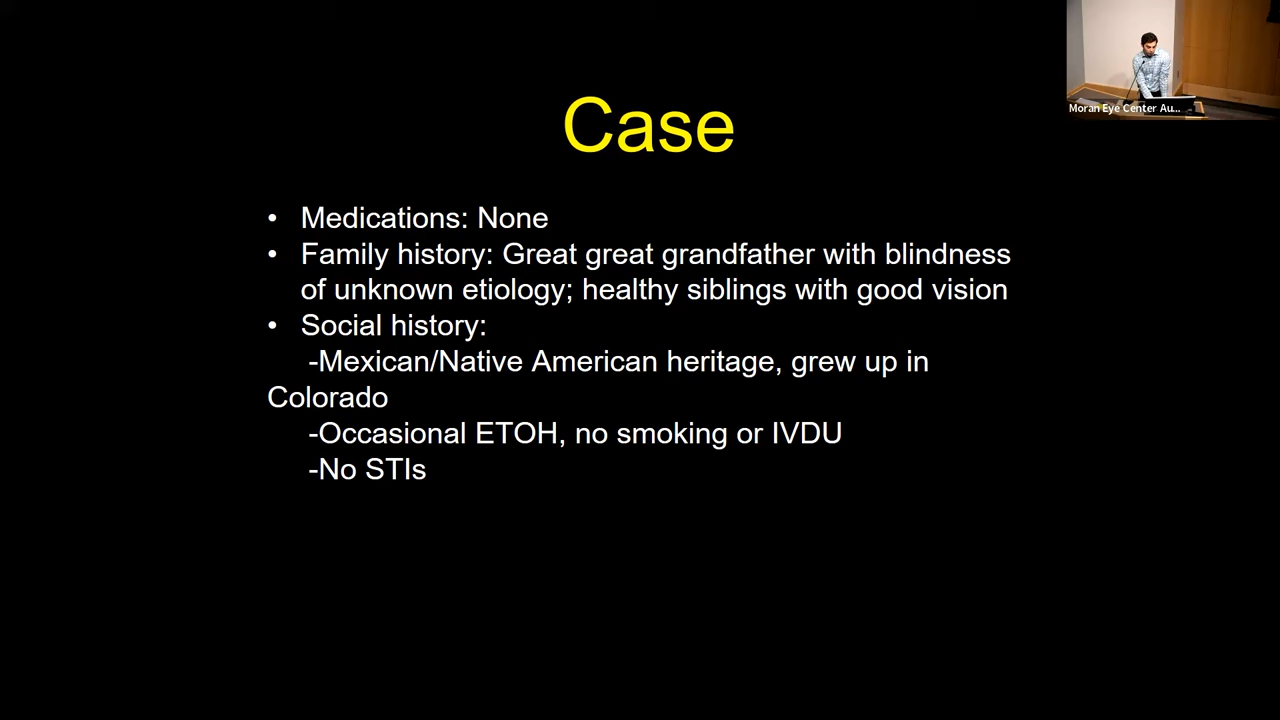 Case
• Medications: None
• Family history: Great great grandfather with blindness
of unknown etiology; healthy siblings with good vision
• Social history:
-Mexican/Native American heritage, grew up in
Colorado
-Occasional ETOH, no smoking or IVDU
-No STIs
Moran Eye Center Au...